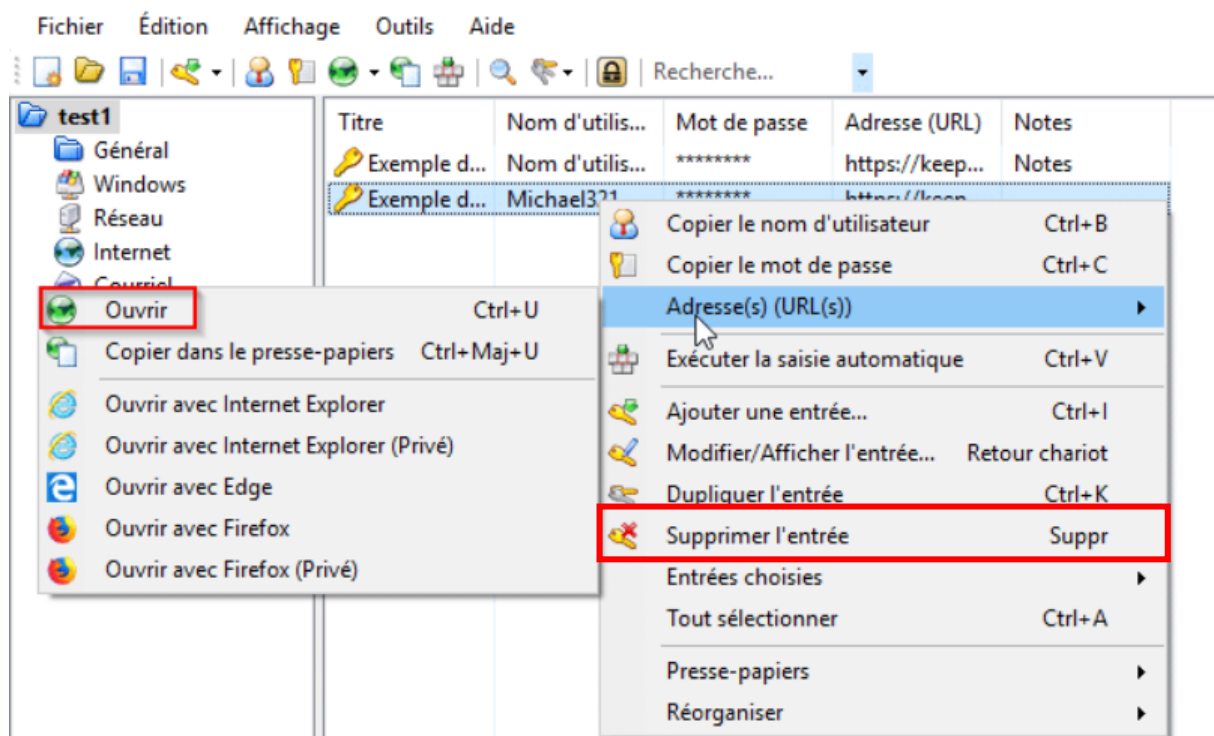 Fichier Édition Affichage Outils Aide
Recherche...
test1
Général
Windows
Réseau
Internet
Courriel
Titre Nom d'utilis... Mot de passe Adresse (URL) Notes
Exemple d... Nom d'utilis... ******** https://keep... Notes
Exemple d... Michael321 ******** https://keep...
Ouvrir Ctrl+U
Copier dans le presse-papiers Ctrl+Maj+U
Ouvrir avec Internet Explorer
Ouvrir avec Internet Explorer (Privé)
Ouvrir avec Edge
Ouvrir avec Firefox
Ouvrir avec Firefox (Privé)
Copier le nom d'utilisateur Ctrl+B
Copier le mot de passe Ctrl+C
Adresse(s) (URL(s))
Exécuter la saisie automatique Ctrl+V
Ajouter une entrée... Ctrl+I
Modifier/Afficher l'entrée... Retour chariot
Dupliquer l'entrée Ctrl+K
Supprimer l'entrée Suppr
Entrées choisies
Tout sélectionner Ctrl+A
Presse-papiers
Réorganiser